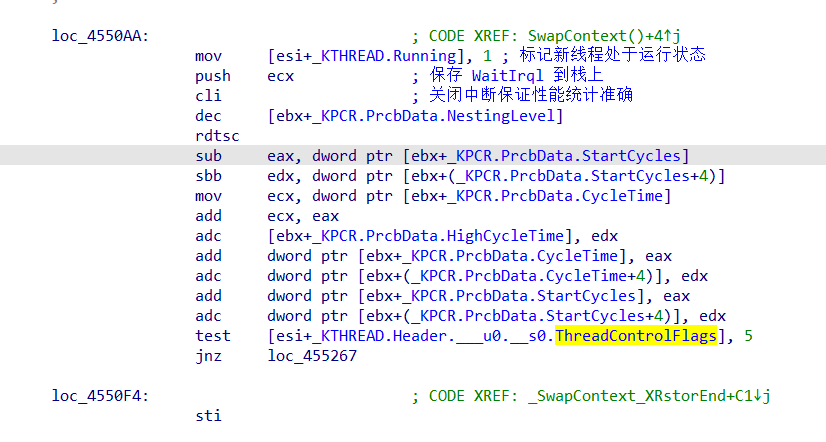 loc_4550AA: ; CODE XREF: SwapContext()+4↑j
mov [esi+_KTHREAD.Running], 1 ; 标记新线程处于运行状态
push ecx ; 保存 WaitIrql 到栈上
cli ; 关闭中断保证性能统计准确
dec [ebx+_KPCR.PrcbData.NestingLevel]
rdtsc
sub eax, dword ptr [ebx+_KPCR.PrcbData.StartCycles]
sbb edx, dword ptr [ebx+(_KPCR.PrcbData.StartCycles+4)]
mov ecx, dword ptr [ebx+_KPCR.PrcbData.CycleTime]
add ecx, eax
adc [ebx+_KPCR.PrcbData.HighCycleTime], edx
add dword ptr [ebx+_KPCR.PrcbData.CycleTime], eax
adc dword ptr [ebx+(_KPCR.PrcbData.CycleTime+4)], edx
add dword ptr [ebx+_KPCR.PrcbData.StartCycles], eax
adc dword ptr [ebx+(_KPCR.PrcbData.StartCycles+4)], edx
test [esi+_KTHREAD.Header.___u0.__s0.ThreadControlFlags], 5
jnz loc_455267
loc_4550F4: ; CODE XREF: _SwapContext_XRstorEnd+C1↓j
sti